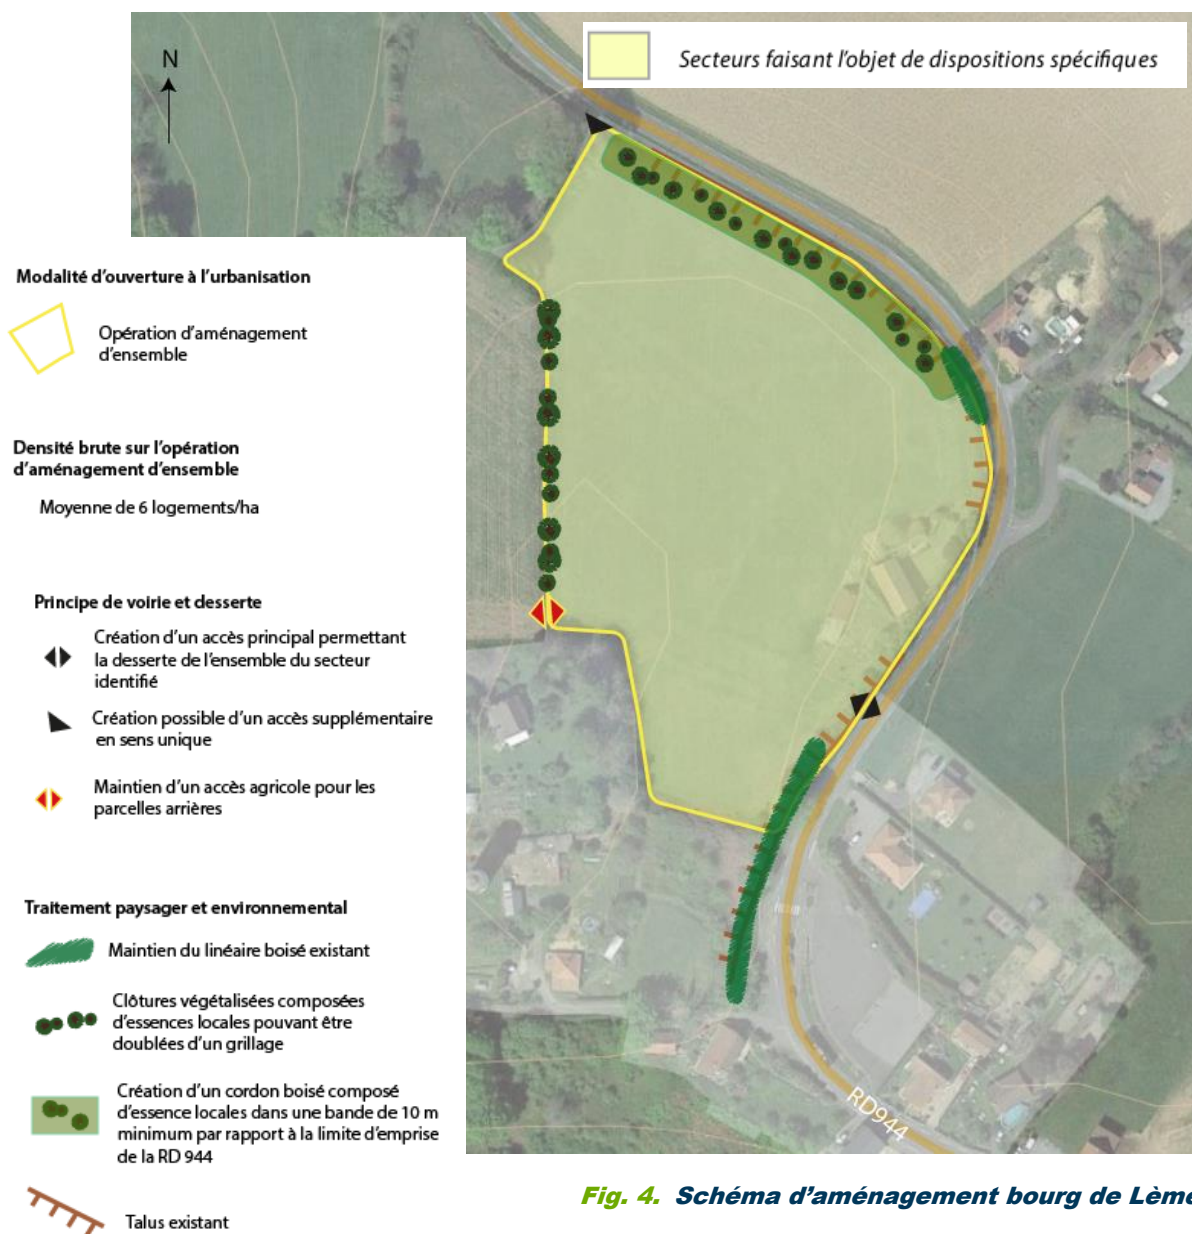 N
Secteurs faisant l'objet de dispositions spécifiques
Modalité d'ouverture à l'urbanisation
Opération d'aménagement
d'ensemble
Densité brute sur l'opération
d'aménagement d'ensemble
Moyenne de 6 logements/ha
Principe de voirie et desserte
Création d'un accès principal permettant
la desserte de l'ensemble du secteur
identifié
Création possible d'un accès supplémentaire
en sens unique
Maintien d'un accès agricole pour les
parcelles arrières
Traitement paysager et environnemental
Maintien du linéaire boisé existant
Clôtures végétalisées composées
d'essences locales pouvant être
doublées d'un grillage
Création d'un cordon boisé composé
d'essence locales dans une bande de 10 m
minimum par rapport à la limite d'emprise
de la RD 944
Talus existant
RD944
Fig. 4. Schéma d'aménagement bourg de Lème